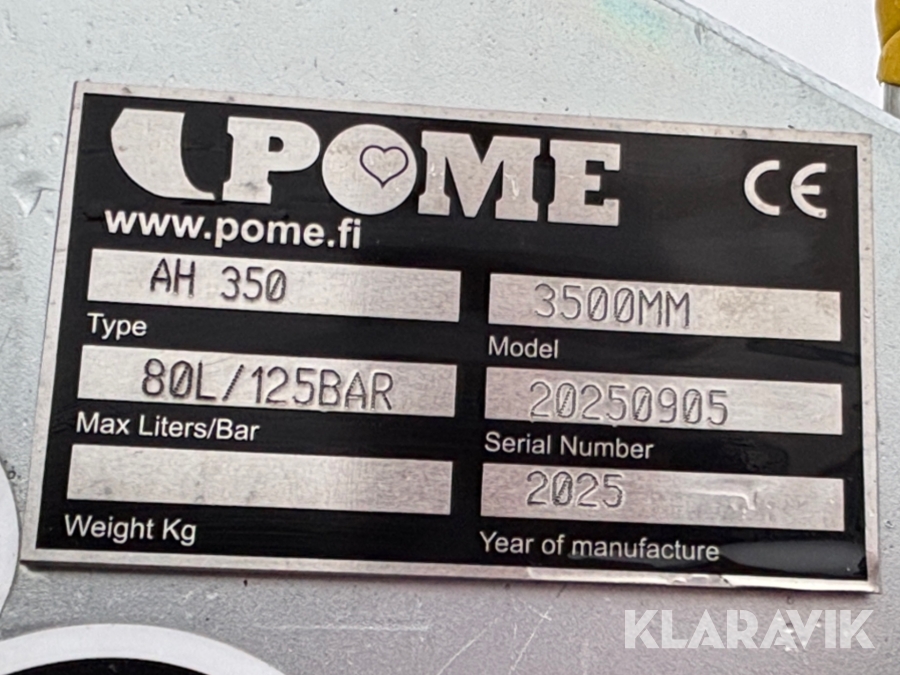 POME
CE
www.pome.fi
AH 350
3500MM
Type
Model
80L/125BAR
20250905
Max Liters/Bar
Serial Number
2025
Weight Kg
Year of manufacture
KLARAVIK